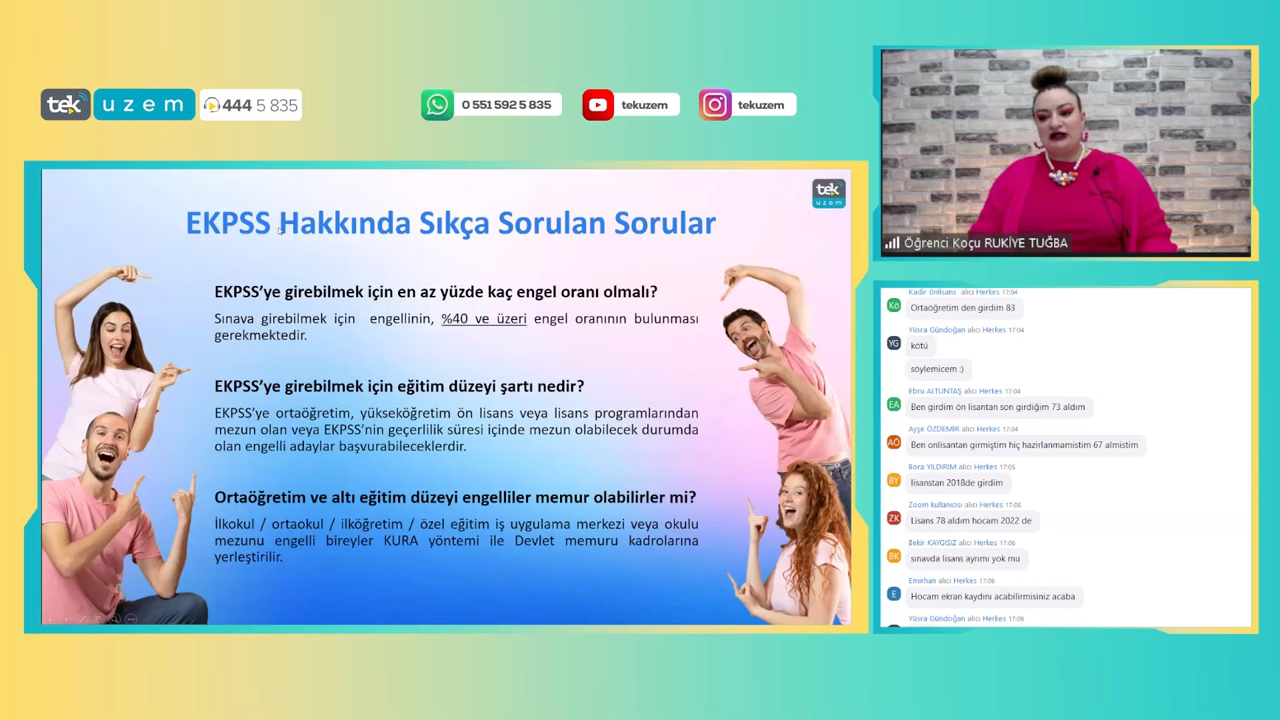 tek
uzem
444 5 835
0 551 592 5 835
tekuzem
tekuzem
tek
uzem
EKPSS Hakkında Sıkça Sorulan Sorular
EKPSS'ye girebilmek için en az yüzde kaç engel oranı olmalı?
Sınava girebilmek için engellinin, %40 ve üzeri engel oranının bulunması
gerekmektedir.
EKPSS'ye girebilmek için eğitim düzeyi şartı nedir?
EKPSS'ye ortaöğretim, yükseköğretim ön lisans veya lisans programlarından
mezun olan veya EKPSS'nin geçerlilik süresi içinde mezun olabilecek durumda
olan engelli adaylar başvurabileceklerdir.
Ortaöğretim ve altı eğitim düzeyi engelliler memur olabilirler mi?
İlkokul / ortaokul / ilköğretim / özel eğitim iş uygulama merkezi veya okulu
mezunu engelli bireyler KURA yöntemi ile Devlet memuru kadrolarına
yerleştirilir.
Öğrenci Koçu RUKİYE TUĞBA
Kadir önlisans alıcı Herkes 17:04
KÖ
Ortaöğretim den girdim 83
Yüsra Gündoğan alıcı Herkes 17:04
YG
kötü
söylemicem :)
Ebru ALTUNTAŞ alıcı Herkes 17:04
EA
Ben girdim ön lisantan son girdiğim 73 aldım
Ayşe ÖZDEMİR alıcı Herkes 17:04
AÖ
Ben onlisantan girmiştim hiç hazirlanmamistim 67 almistim
Bora YILDIRIM alıcı Herkes 17:05
BY
lisanstan 2018de girdim
Zoom kullanıcısı alıcı Herkes 17:06
ZK
Lisans 78 aldım hocam 2022 de
Bekir KAYGISIZ alıcı Herkes 17:06
BK
sınavda lisans ayrımı yok mu
Emirhan alıcı Herkes 17:06
E
Hocam ekran kaydını acabilirmisiniz acaba
Yüsra Gündoğan alıcı Herkes 17:06